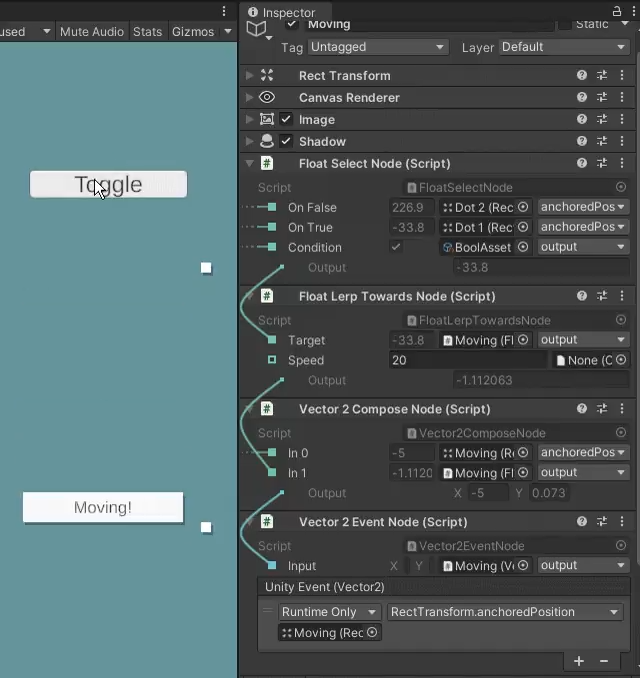 used Mute Audio Stats Gizmos
Toggle
Moving!
Inspector
Moving Static
Tag Untagged Layer Default
Rect Transform
Canvas Renderer
Image
Shadow
Float Select Node (Script)
Script FloatSelectNode
On False 226.9 Dot 2 (Rec anchoredPos
On True -33.8 Dot 1 (Rec anchoredPos
Condition BoolAsset output
Output -33.8
Float Lerp Towards Node (Script)
Script FloatLerpTowardsNode
Target -33.8 Moving (Fl output
Speed 20 None (C
Output -1.112063
Vector 2 Compose Node (Script)
Script Vector2ComposeNode
In 0 -5 Moving (Re anchoredPos
In 1 -1.1120 Moving (Fl output
Output X -5 Y 0.073
Vector 2 Event Node (Script)
Script Vector2EventNode
Input X Y Moving (Ve output
Unity Event (Vector2)
Runtime Only RectTransform.anchoredPosition
Moving (Rec